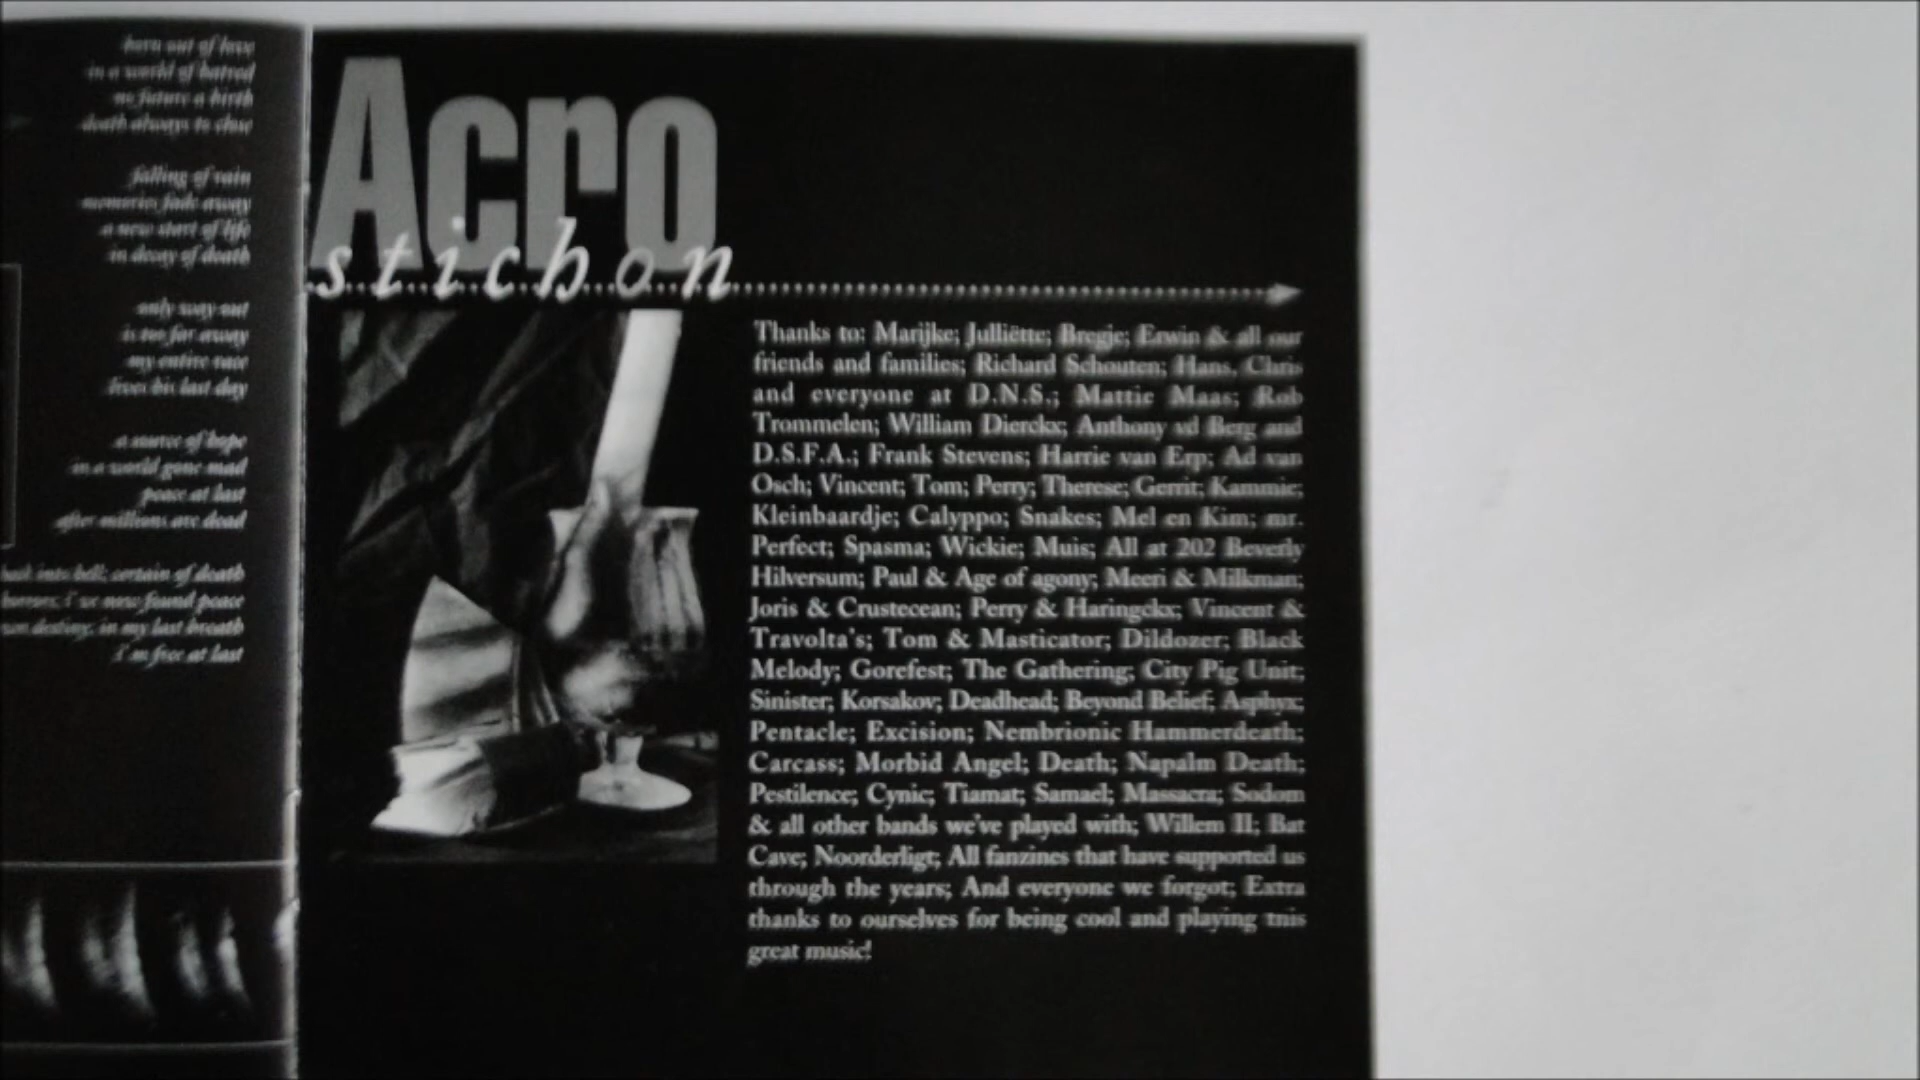 born out of love
in a world of hatred
no future a birth
death always to close
falling of rain
memories fade away
a new start of life
in decay of death
only way out
is too far away
my entire race
lives his last day
a source of hope
in a world gone mad
peace at last
after millions are dead
back into hell; certain of death
horrors, i've now found peace
own destiny, in my last breath
i'm free at last
Acro
stichon
Thanks to: Marijke; Julliëtte; Bregje; Erwin & all our
friends and families; Richard Schouten; Hans, Chris
and everyone at D.N.S.; Mattie Maas; Rob
Trommelen; William Dierckx; Anthony vd Berg and
D.S.F.A.; Frank Stevens; Harrie van Erp; Ad van
Osch; Vincent; Tom; Perry; Therese; Gerrit; Kammie;
Kleinbaardje; Calyppo; Snakes; Mel en Kim; mr.
Perfect; Spasma; Wickie; Muis; All at 202 Beverly
Hilversum; Paul & Age of agony; Meeri & Milkman;
Joris & Crustecean; Perry & Haringckx; Vincent &
Travolta's; Tom & Masticator; Dildozer; Black
Melody; Gorefest; The Gathering; City Pig Unit;
Sinister; Korsakov; Deadhead; Beyond Belief; Asphyx;
Pentacle; Excision; Nembrionic Hammerdeath;
Carcass; Morbid Angel; Death; Napalm Death;
Pestilence; Cynic; Tiamat; Samael; Massacra; Sodom
& all other bands we've played with; Willem II; Bat
Cave; Noorderligt; All fanzines that have supported us
through the years; And everyone we forgot; Extra
thanks to ourselves for being cool and playing this
great music!